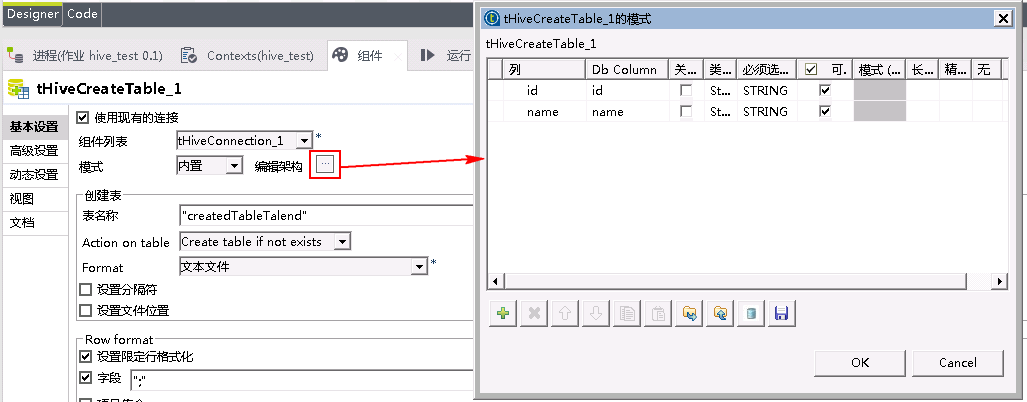 Designer Code
进程(作业 hive_test 0.1) Contexts(hive_test) 组件 运行
tHiveCreateTable_1
基本设置
高级设置
动态设置
视图
文档
使用现有的连接
组件列表 tHiveConnection_1 *
模式 内置 编辑架构 ...
创建表
表名称 "createdTableTalend"
Action on table Create table if not exists
Format 文本文件 *
设置分隔符
设置文件位置
Row format
设置限定行格式化
字段 ";"
tHiveCreateTable_1的模式
tHiveCreateTable_1
列 Db Column 关... 类... 必须选... 可. 模式 (... 长... 精... 无
id id St... STRING
name name St... STRING
OK Cancel